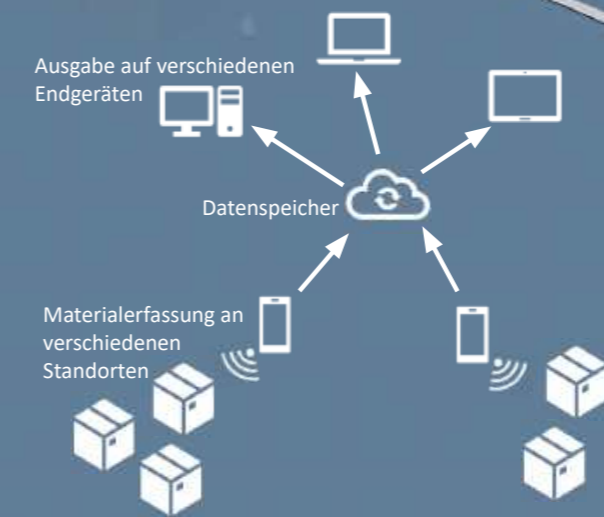 Ausgabe auf verschiedenen
Endgeräten
Datenspeicher
Materialerfassung an
verschiedenen
Standorten